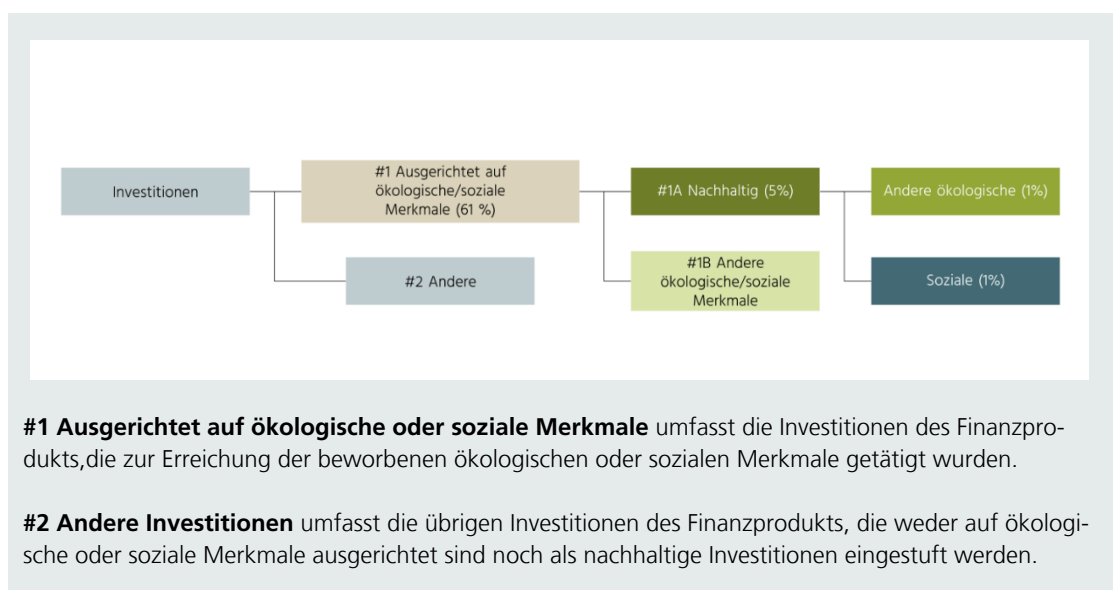 Investitionen
#1 Ausgerichtet auf
ökologische/soziale
Merkmale (61 %)
#1A Nachhaltig (5%)
Andere ökologische (1%)
#2 Andere
#1B Andere
ökologische/soziale
Merkmale
Soziale (1%)
#1 Ausgerichtet auf ökologische oder soziale Merkmale umfasst die Investitionen des Finanzpro-
dukts,die zur Erreichung der beworbenen ökologischen oder sozialen Merkmale getätigt wurden.
#2 Andere Investitionen umfasst die übrigen Investitionen des Finanzprodukts, die weder auf ökologi-
sche oder soziale Merkmale ausgerichtet sind noch als nachhaltige Investitionen eingestuft werden.